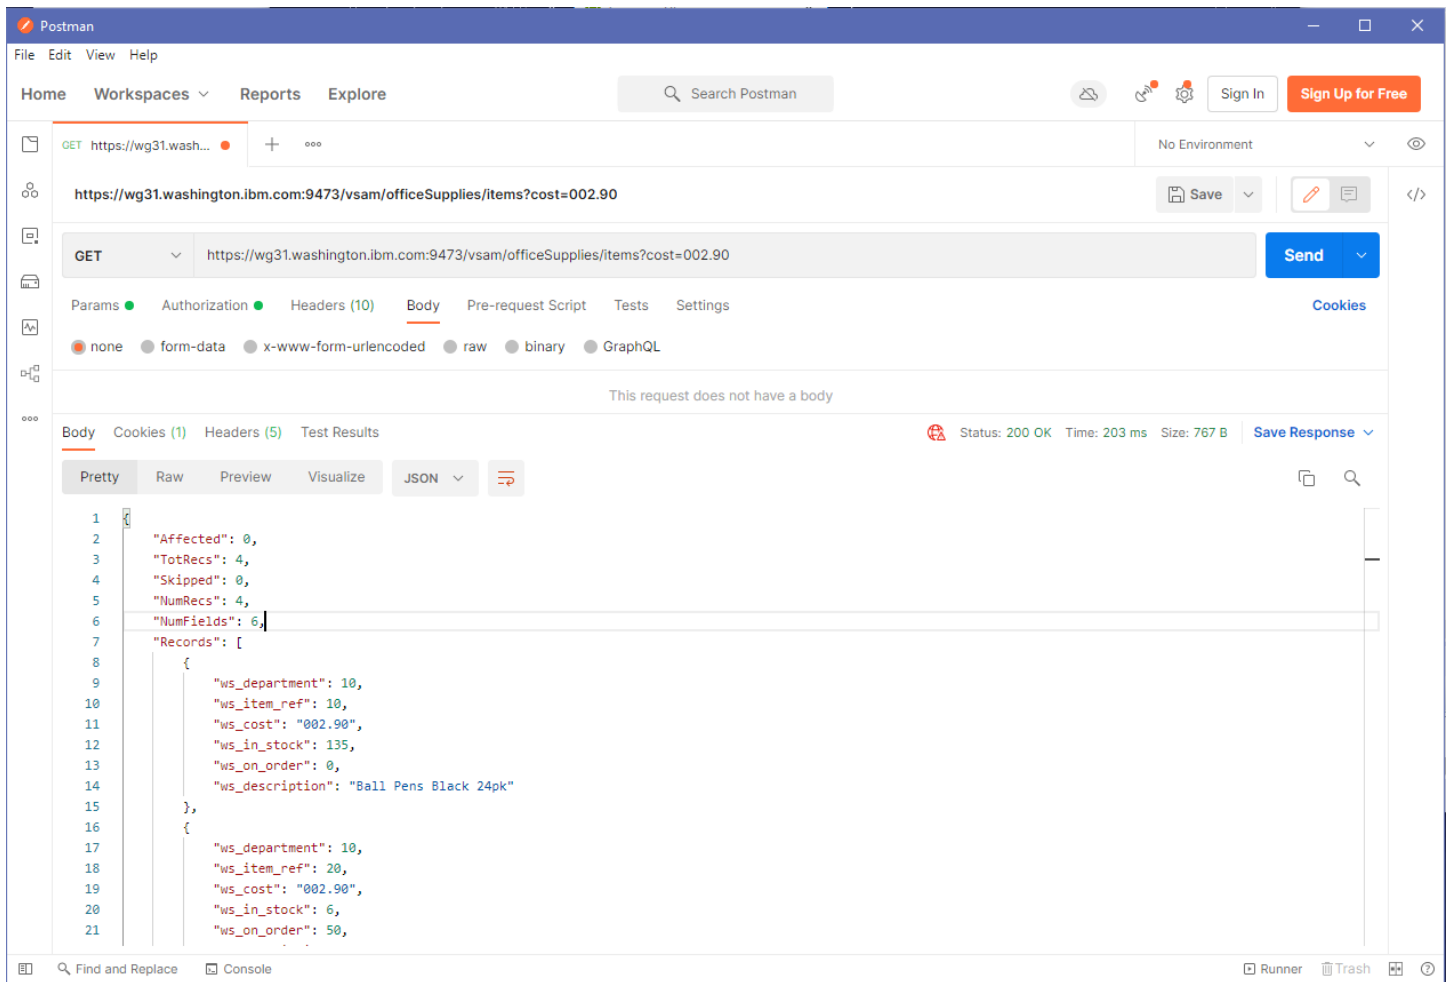 Postman
File Edit View Help
Home Workspaces Reports Explore Search Postman Sign In Sign Up for Free
GET https://wg31.wash... No Environment
https://wg31.washington.ibm.com:9473/vsam/officeSupplies/items?cost=002.90 Save
GET https://wg31.washington.ibm.com:9473/vsam/officeSupplies/items?cost=002.90 Send
Params Authorization Headers (10) Body Pre-request Script Tests Settings Cookies
none form-data x-www-form-urlencoded raw binary GraphQL
This request does not have a body
Body Cookies (1) Headers (5) Test Results Status: 200 OK Time: 203 ms Size: 767 B Save Response
Pretty Raw Preview Visualize JSON
1 {
2 "Affected": 0,
3 "TotRecs": 4,
4 "Skipped": 0,
5 "NumRecs": 4,
6 "NumFields": 6,
7 "Records": [
8 {
9 "ws_department": 10,
10 "ws_item_ref": 10,
11 "ws_cost": "002.90",
12 "ws_in_stock": 135,
13 "ws_on_order": 0,
14 "ws_description": "Ball Pens Black 24pk"
15 },
16 {
17 "ws_department": 10,
18 "ws_item_ref": 20,
19 "ws_cost": "002.90",
20 "ws_in_stock": 6,
21 "ws_on_order": 50,
Find and Replace Console Runner Trash